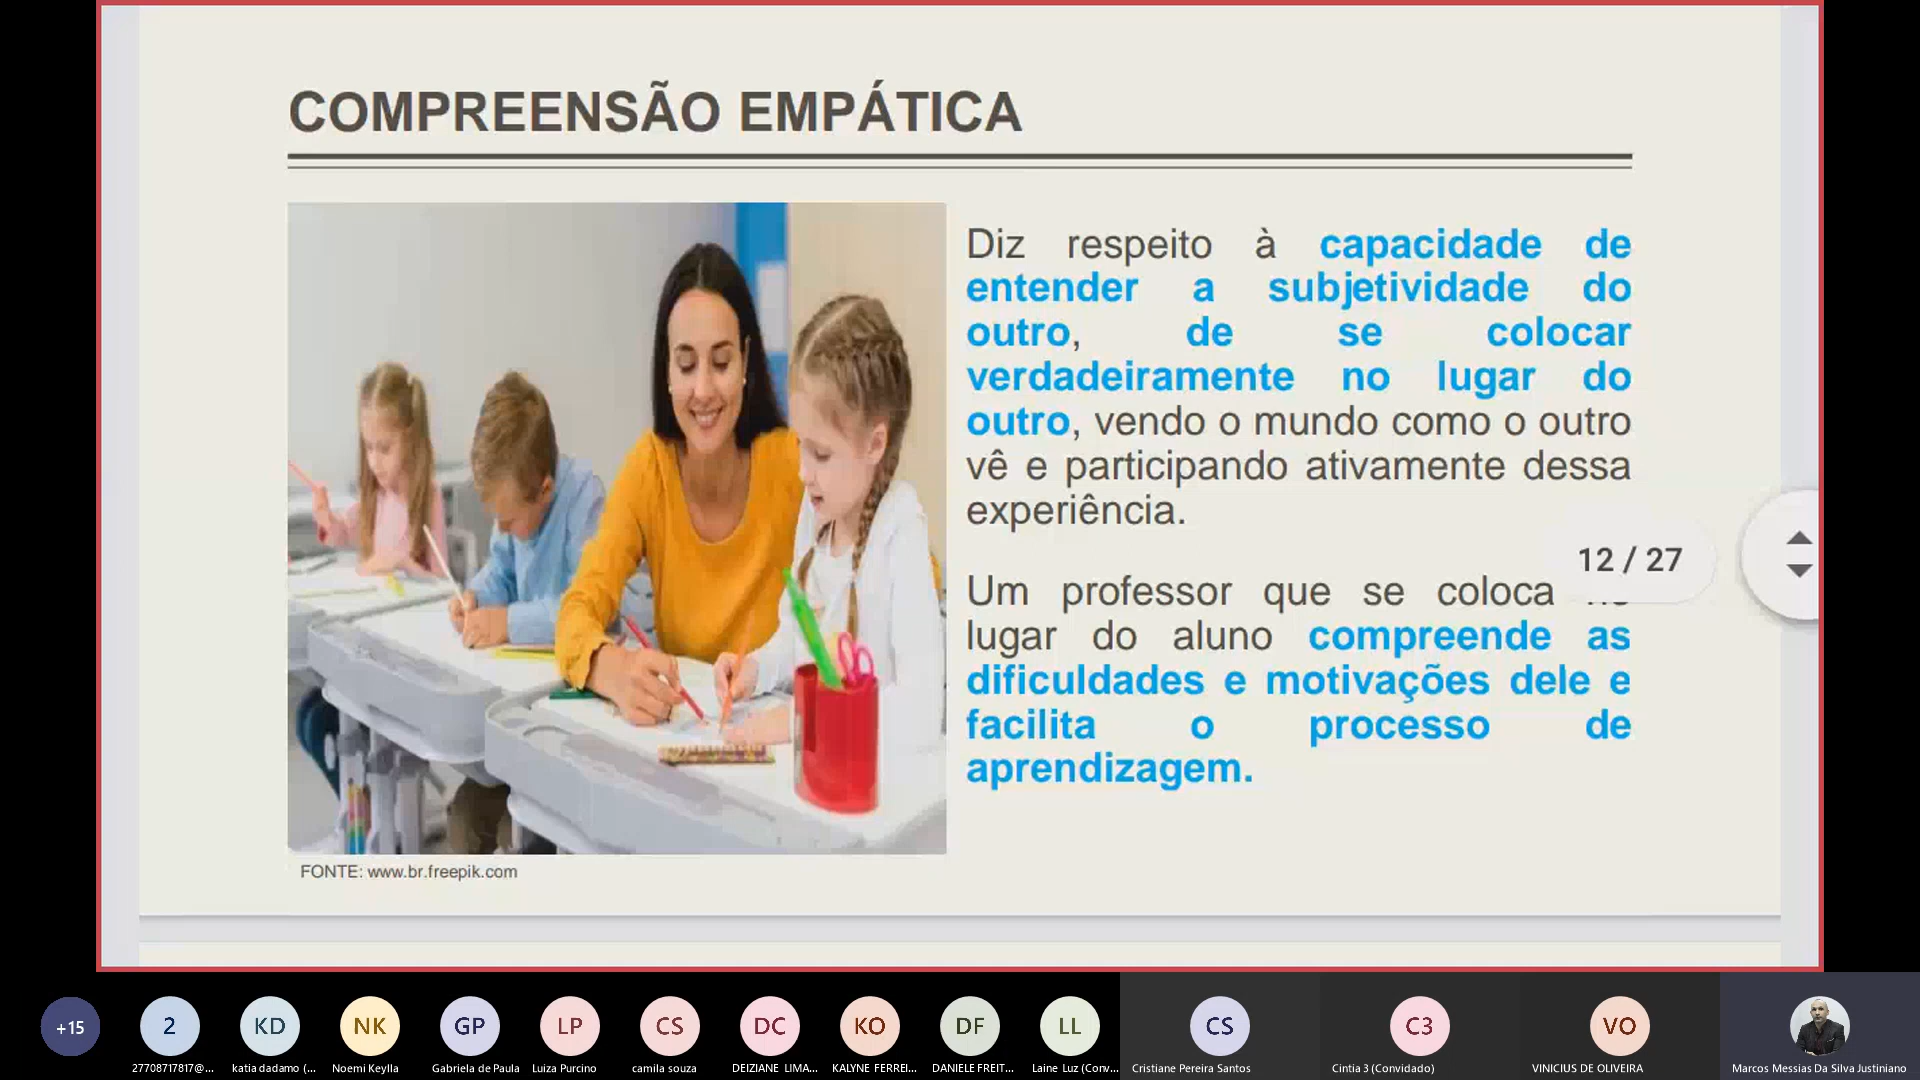 COMPREENSÃO EMPÁTICA
Diz respeito à capacidade de
entender a subjetividade do
outro, de se colocar
verdadeiramente no lugar do
outro, vendo o mundo como o outro
vê e participando ativamente dessa
experiência.
12 / 27
Um professor que se coloca
lugar do aluno compreende as
dificuldades e motivações dele e
facilita o processo de
aprendizagem.
FONTE: www.br.freepik.com
+15
2
KD
NK
GP
LP
CS
DC
KO
DF
LL
CS
C3
VO
27708717817@...
katia dadamo (...
Noemi Keylla
Gabriela de Paula
Luiza Purcino
camila souza
DEIZIANE LIMA...
KALYNE FERREI...
DANIELE FREIT...
Laine Luz (Conv...
Cristiane Pereira Santos
Cintia 3 (Convidado)
VINICIUS DE OLIVEIRA
Marcos Messias Da Silva Justiniano